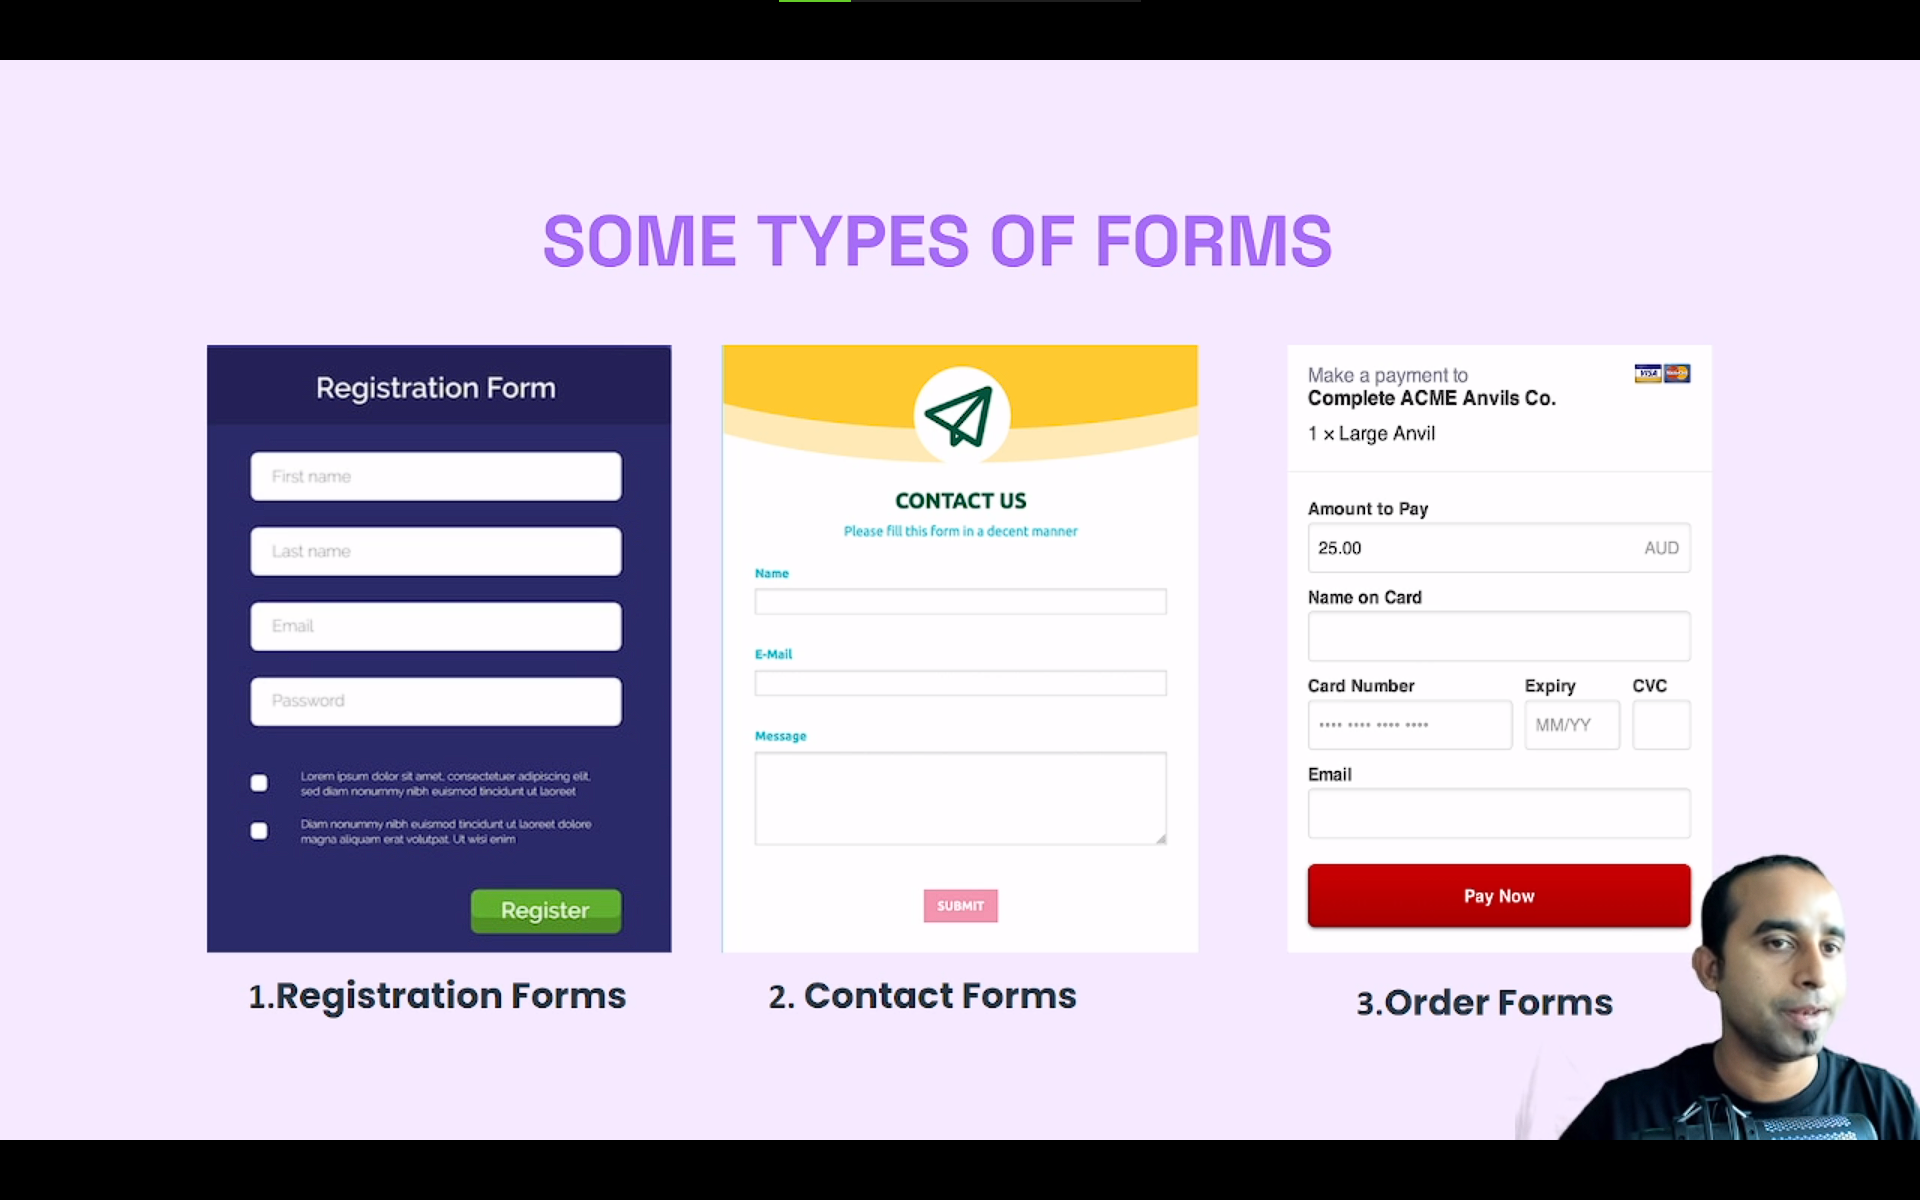 SOME TYPES OF FORMS
Registration Form
First name
Last name
Email
Password
Lorem ipsum dolor sit amet, consectetuer adipiscing elit,
sed diam nonummy nibh euismod tincidunt ut laoreet
Diam nonummy nibh euismod tincidunt ut laoreet dolore
magna aliquam erat volutpat. Ut wisi enim
Register
1.Registration Forms
CONTACT US
Please fill this form in a decent manner
Name
E-Mail
Message
SUBMIT
2. Contact Forms
Make a payment to
VISA
Complete ACME Anvils Co.
1 × Large Anvil
Amount to Pay
25.00 AUD
Name on Card
Card Number Expiry CVC
•••• •••• •••• •••• MM/YY
Email
Pay Now
3.Order Forms